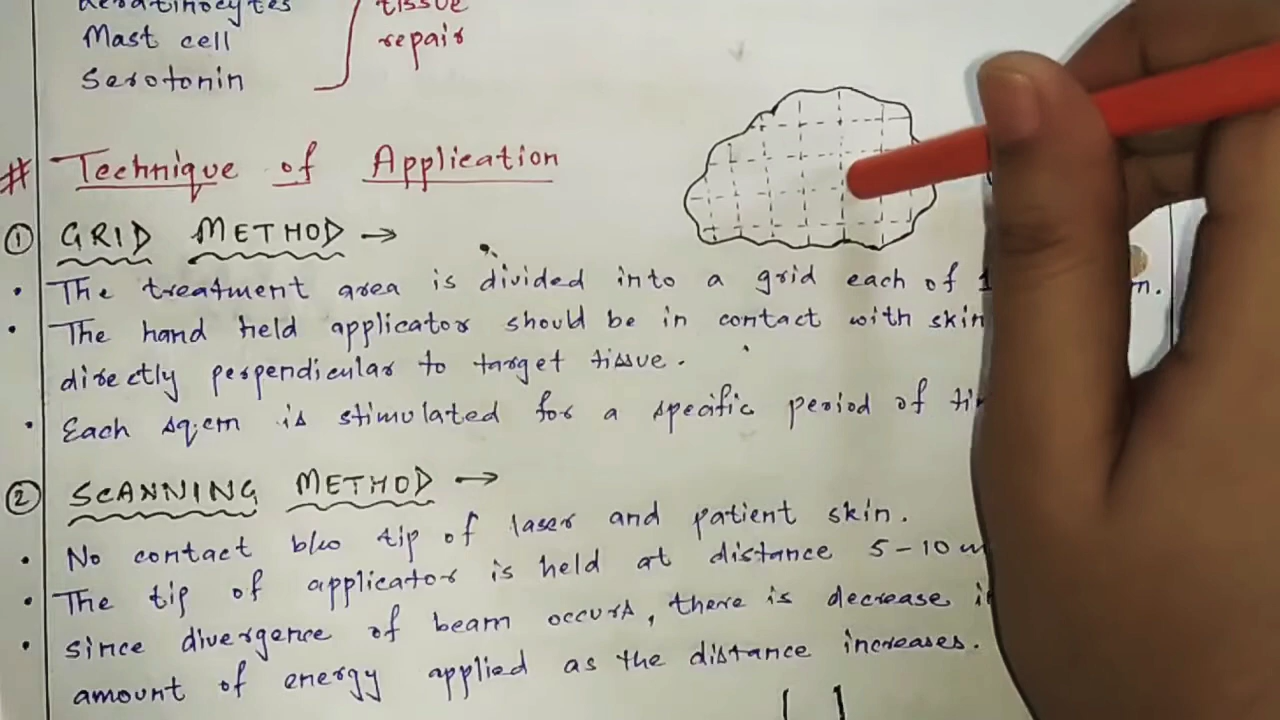 Keratinocytes tissue
Mast cell repair
Serotonin
# Technique of Application
① GRID METHOD →
• The treatment area is divided into a grid each of 1
• The hand held applicator should be in contact with skin
directly perpendicular to target tissue.
• Each sq.cm is stimulated for a specific period of
② SCANNING METHOD →
• No contact b/w tip of laser and patient skin.
• The tip of applicator is held at distance 5-10
• Since divergence of beam occurs, there is decrease
amount of energy applied as the distance increases.